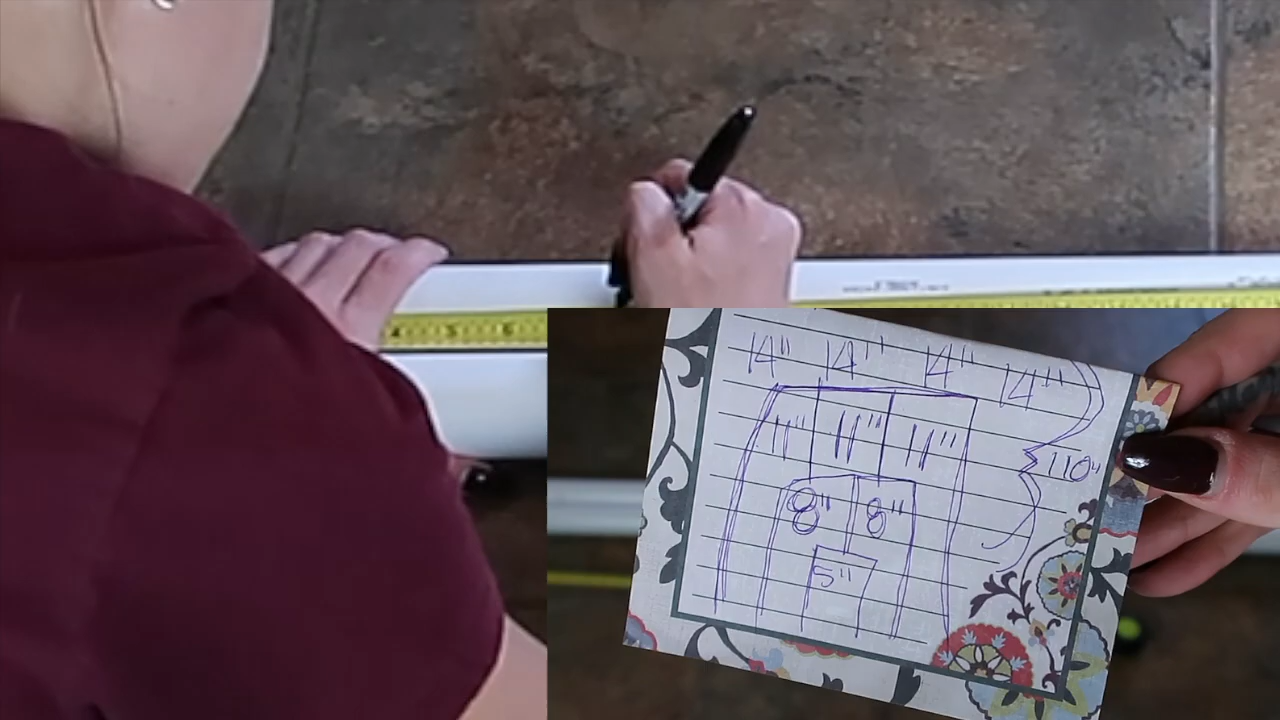 14" 14" 14" 14"
11" 11" 11"
110"
8" 8"
5"